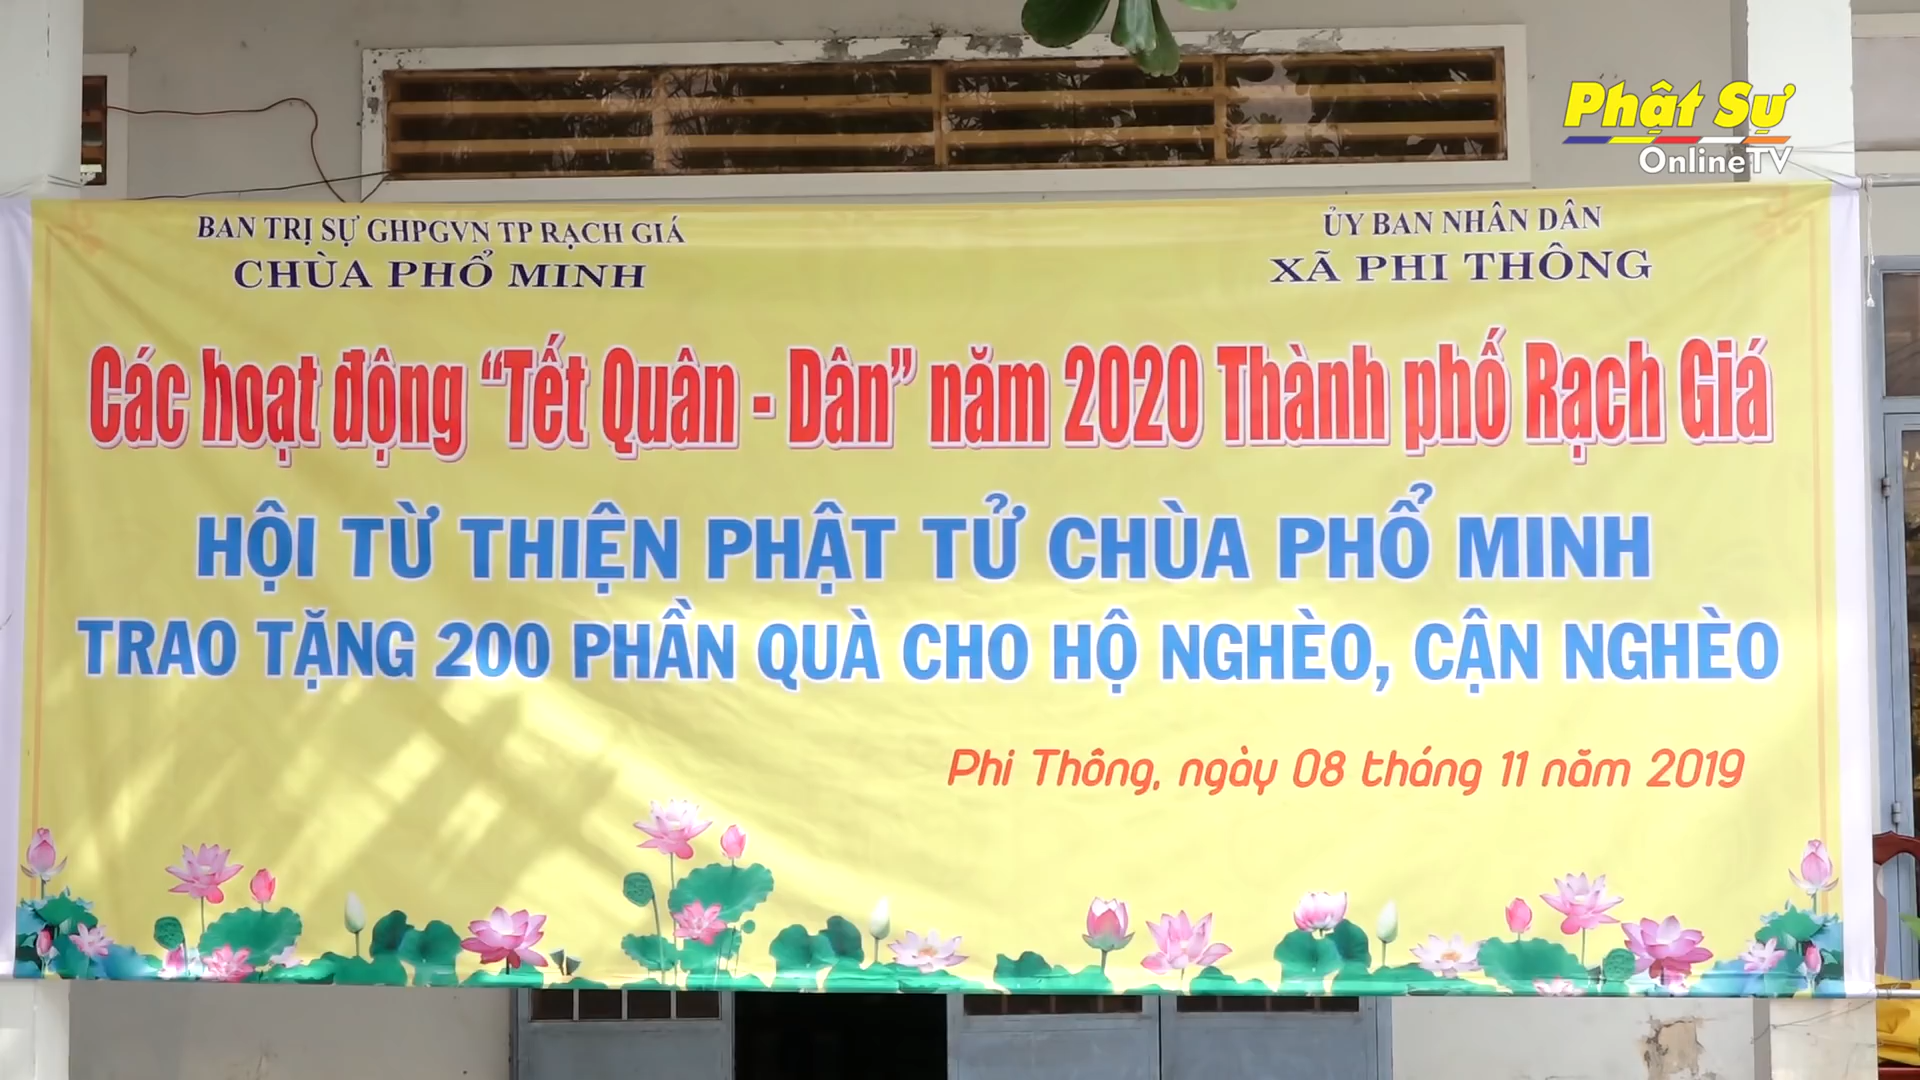 Phật Sự
OnlineTV
BAN TRỊ SỰ GHPGVN TP RẠCH GIÁ
CHÙA PHỔ MINH
ỦY BAN NHÂN DÂN
XÃ PHI THÔNG
Các hoạt động “Tết Quân - Dân” năm 2020 Thành phố Rạch Giá
HỘI TỪ THIỆN PHẬT TỬ CHÙA PHỔ MINH
TRAO TẶNG 200 PHẦN QUÀ CHO HỘ NGHÈO, CẬN NGHÈO
Phi Thông, ngày 08 tháng 11 năm 2019